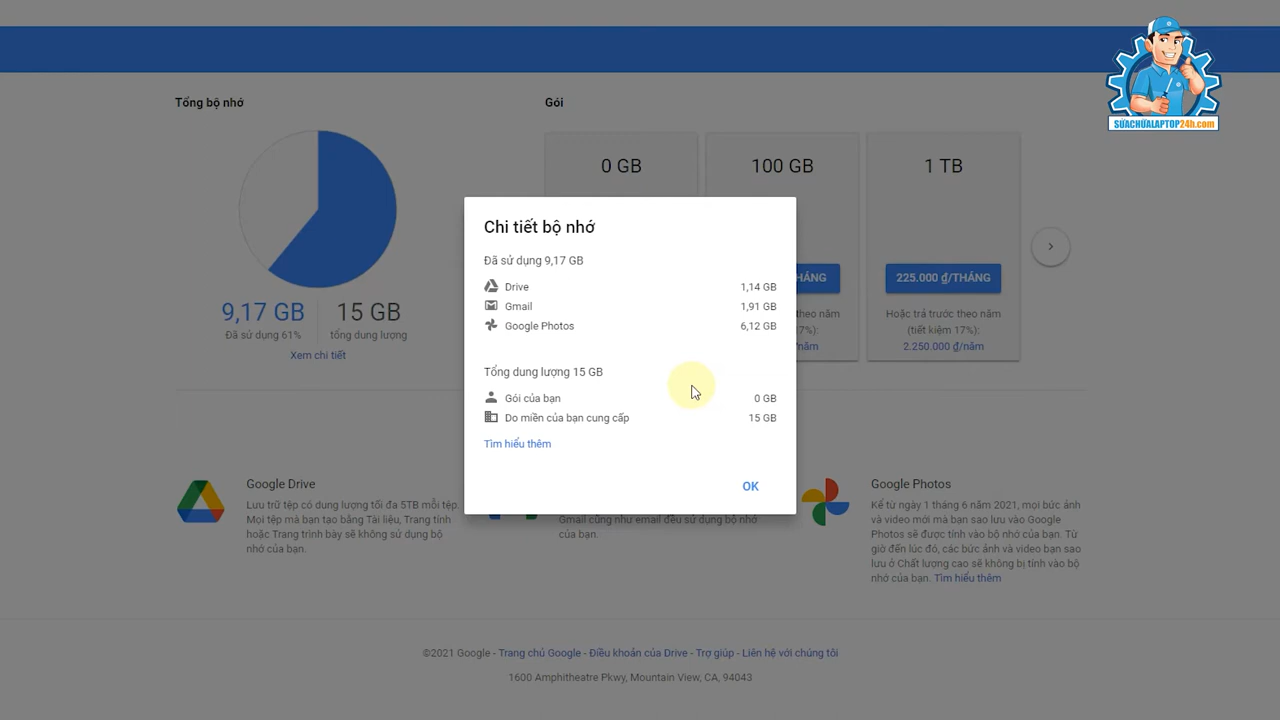 SỬACHỮALAPTOP24h.com
Tổng bộ nhớ
Gói
0 GB
100 GB
1 TB
HÁNG
225.000 ₫/THÁNG
Hoặc trả trước theo năm
(tiết kiệm 17%):
2.250.000 ₫/năm
7%):
/năm
9,17 GB
Đã sử dụng 61%
15 GB
tổng dung lượng
Xem chi tiết
Chi tiết bộ nhớ
Đã sử dụng 9,17 GB
Drive 1,14 GB
Gmail 1,91 GB
Google Photos 6,12 GB
Tổng dung lượng 15 GB
Gói của bạn 0 GB
Do miền của bạn cung cấp 15 GB
Tìm hiểu thêm
OK
Google Drive
Lưu trữ tệp có dung lượng tối đa 5TB mỗi tệp.
Mọi tệp mà bạn tạo bằng Tài liệu, Trang tính
hoặc Trang trình bày sẽ không sử dụng bộ
nhớ của bạn.
Gmail cũng như email đều sử dụng bộ nhớ
của bạn.
Google Photos
Kể từ ngày 1 tháng 6 năm 2021, mọi bức ảnh
và video mới mà bạn sao lưu vào Google
Photos sẽ được tính vào bộ nhớ của bạn. Từ
giờ đến lúc đó, các bức ảnh và video bạn sao
lưu ở Chất lượng cao sẽ không bị tính vào bộ
nhớ của bạn. Tìm hiểu thêm
©2021 Google - Trang chủ Google - Điều khoản của Drive - Trợ giúp - Liên hệ với chúng tôi
1600 Amphitheatre Pkwy, Mountain View, CA, 94043